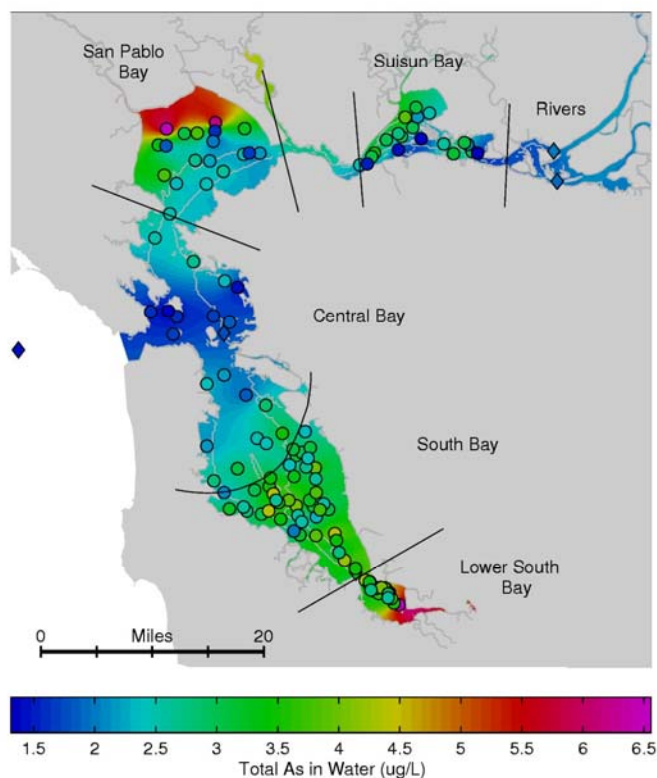 San Pablo
Bay
Suisun Bay
Rivers
Central Bay
South Bay
Lower South
Bay
0 Miles 20
1.5 2 2.5 3 3.5 4 4.5 5 5.5 6 6.5
Total As in Water (ug/L)